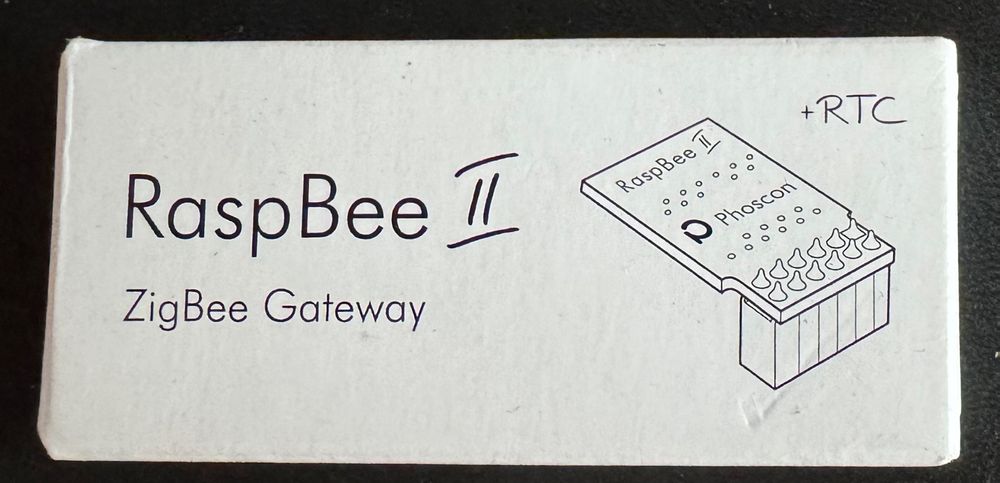 +RTC
RaspBee II
ZigBee Gateway
RaspBee II
Phoscon